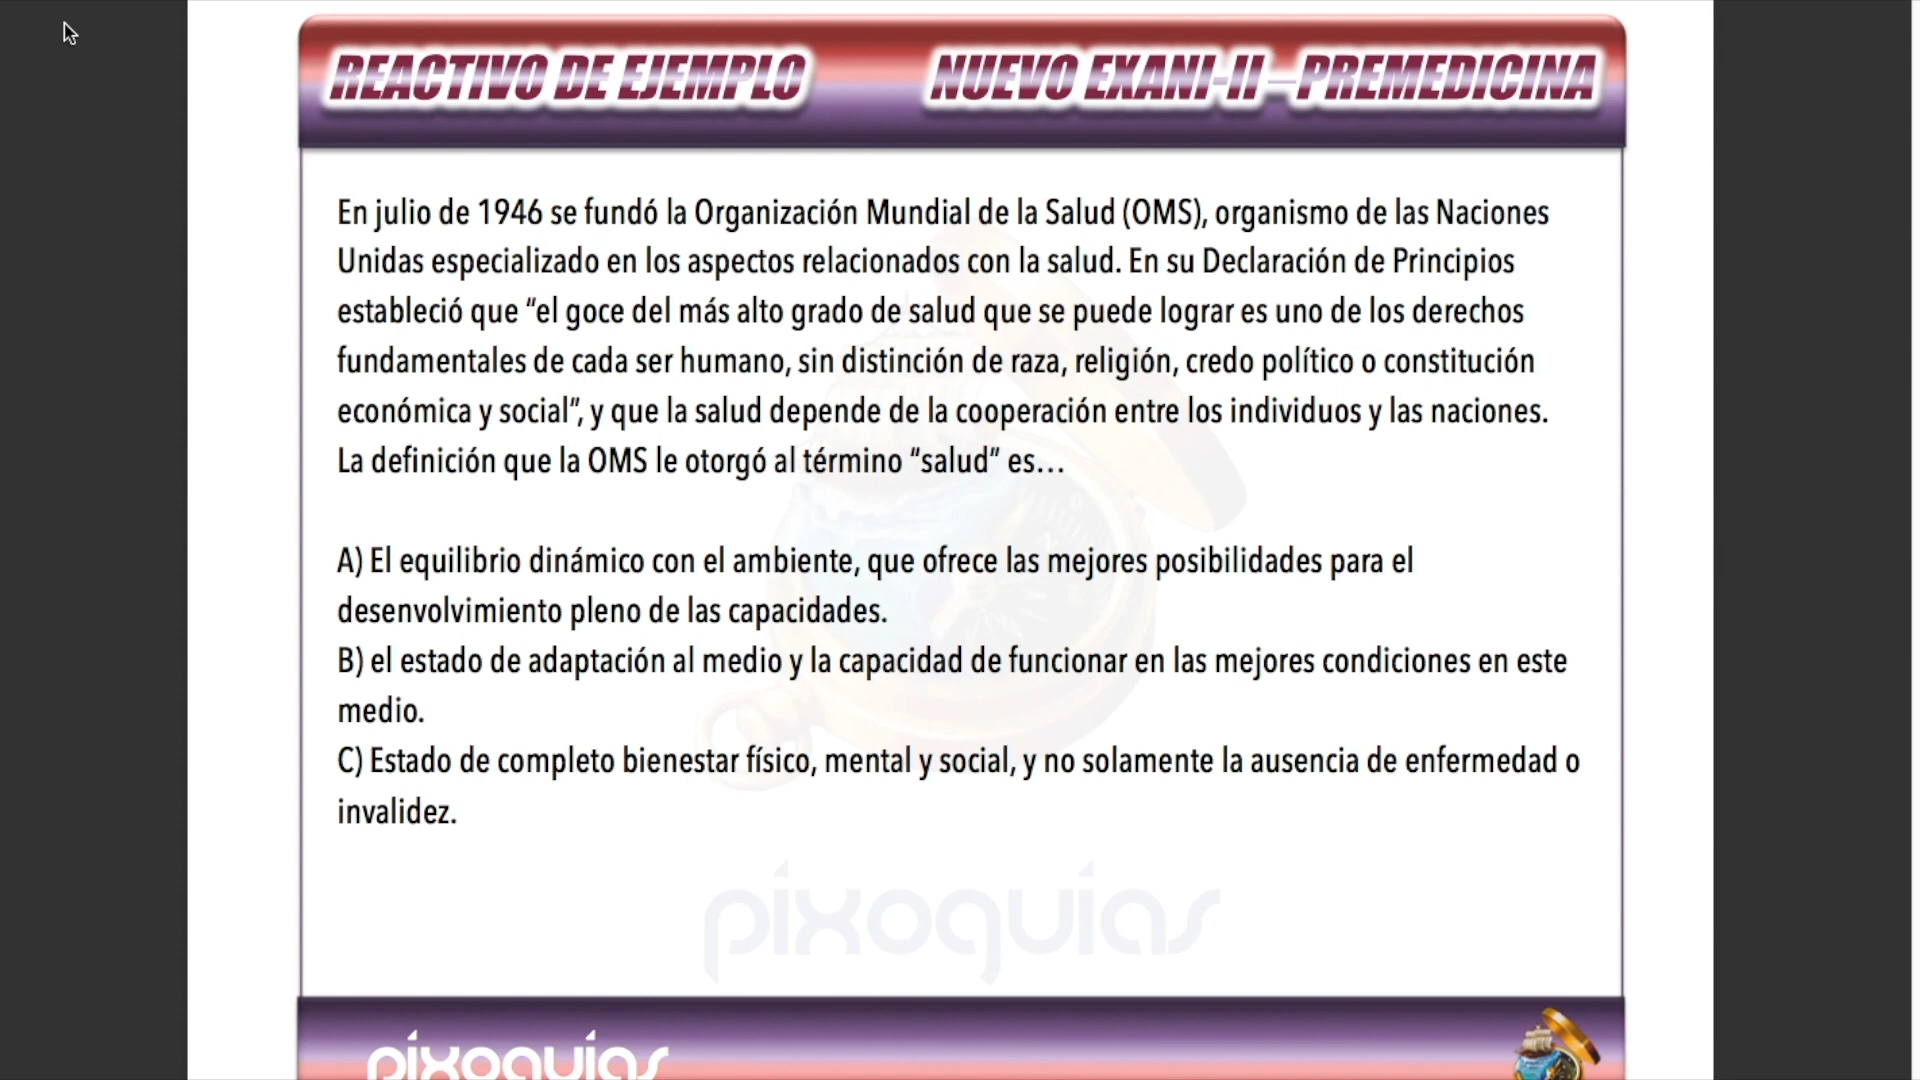 REACTIVO DE EJEMPLO NUEVO EXANI-II – PREMEDICINA
En julio de 1946 se fundó la Organización Mundial de la Salud (OMS), organismo de las Naciones
Unidas especializado en los aspectos relacionados con la salud. En su Declaración de Principios
estableció que “el goce del más alto grado de salud que se puede lograr es uno de los derechos
fundamentales de cada ser humano, sin distinción de raza, religión, credo político o constitución
económica y social”, y que la salud depende de la cooperación entre los individuos y las naciones.
La definición que la OMS le otorgó al término “salud” es…
A) El equilibrio dinámico con el ambiente, que ofrece las mejores posibilidades para el
desenvolvimiento pleno de las capacidades.
B) el estado de adaptación al medio y la capacidad de funcionar en las mejores condiciones en este
medio.
C) Estado de completo bienestar físico, mental y social, y no solamente la ausencia de enfermedad o
invalidez.
pixoguías
pixoguías